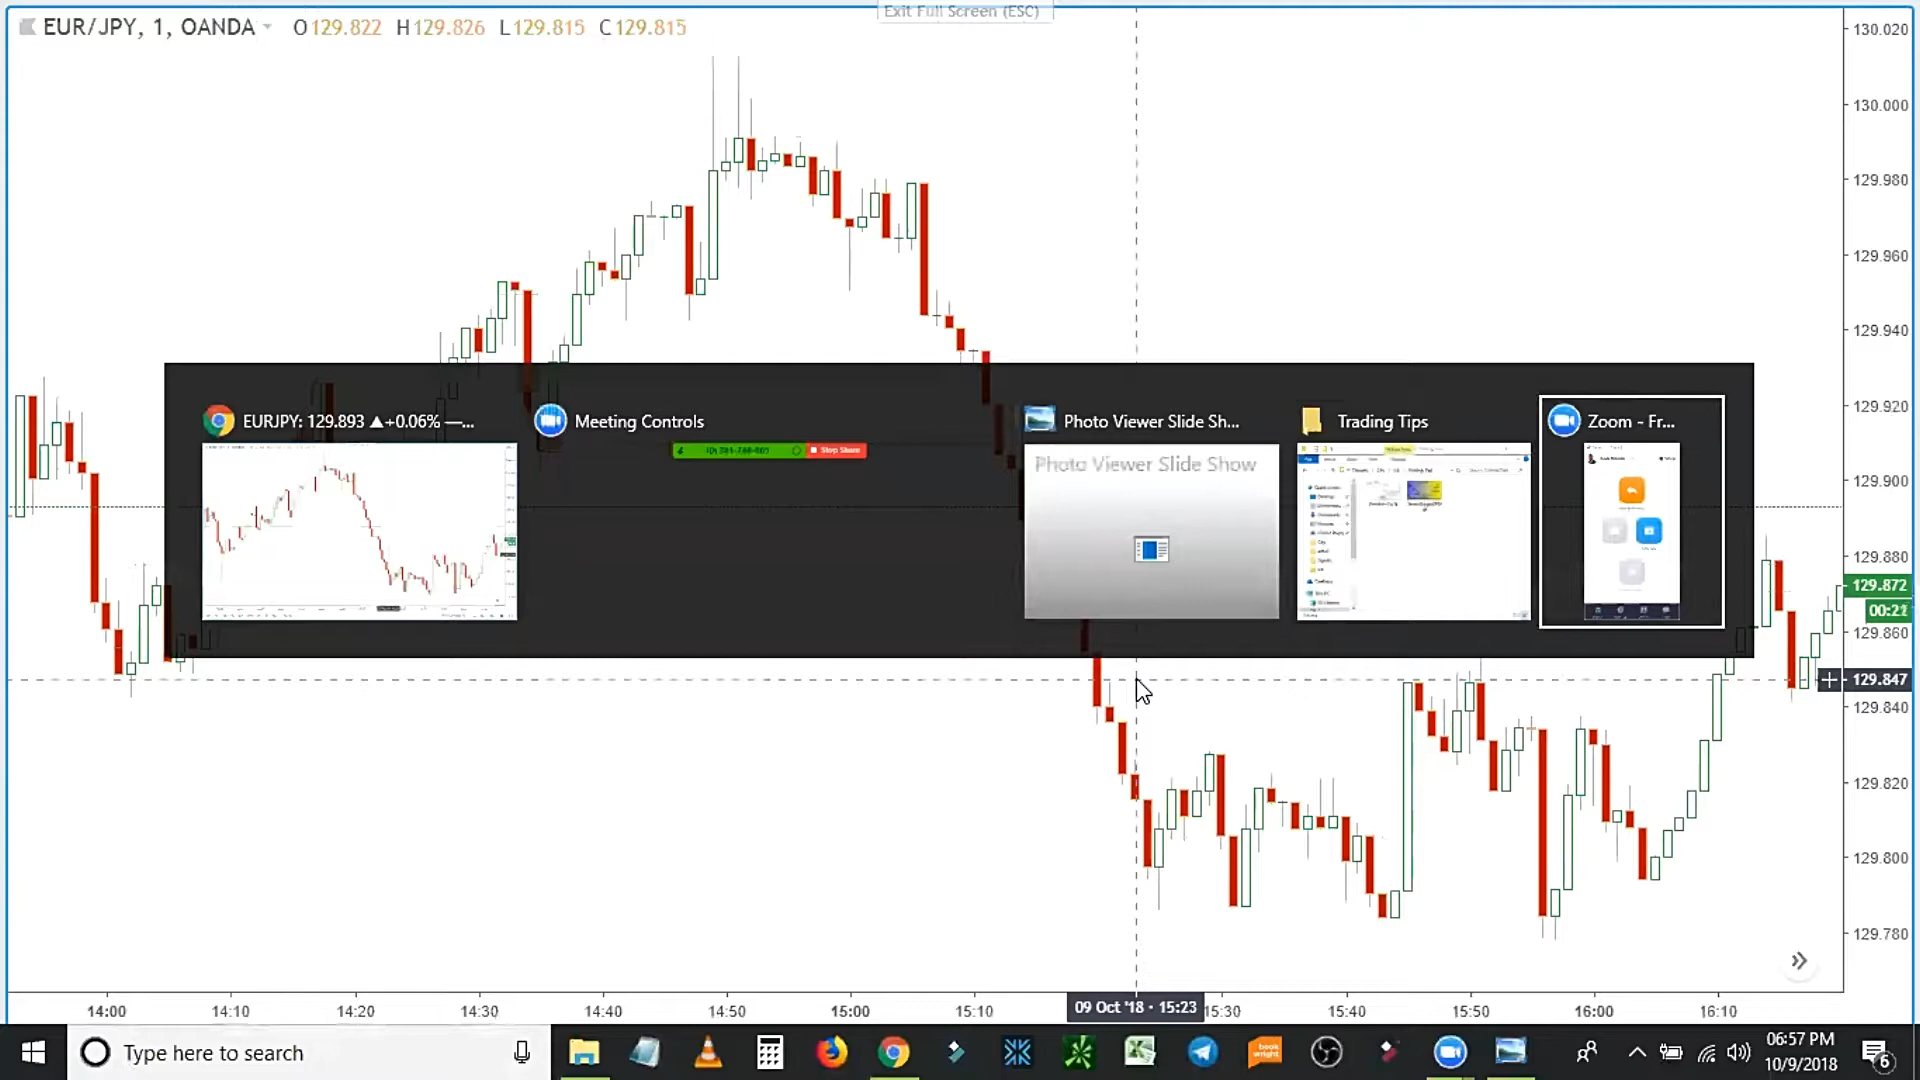 Exit Full Screen (ESC)
EUR/JPY, 1, OANDA O129.822 H129.826 L129.815 C129.815
130.020
130.000
129.980
129.960
129.940
129.920
129.900
129.880
129.872
00:21
129.860
129.847
129.840
129.820
129.800
129.780
EURJPY: 129.893 ▲+0.06% —...
Meeting Controls
Photo Viewer Slide Sh...
Trading Tips
Zoom - Fr...
Stop Share
Photo Viewer Slide Show
14:00 14:10 14:20 14:30 14:40 14:50 15:00 15:10 09 Oct '18 · 15:23 15:30 15:40 15:50 16:00 16:10
Type here to search
book wright
06:57 PM
10/9/2018
6